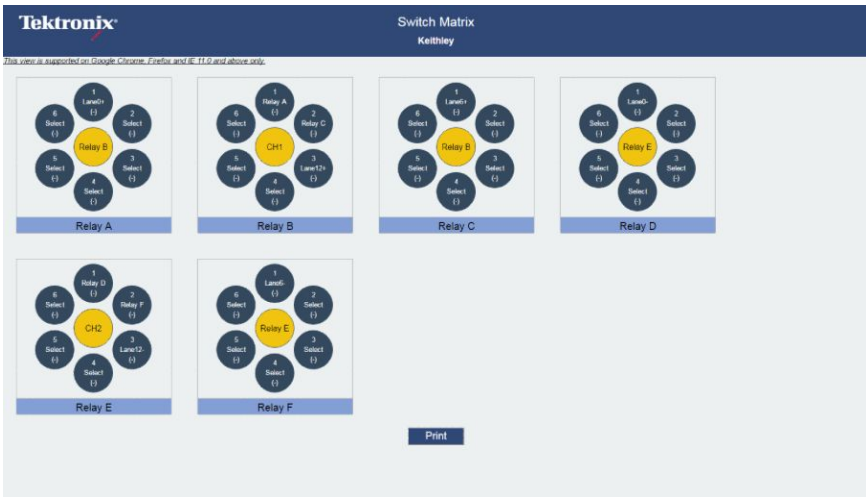 Tektronix
Switch Matrix
Keithley
This view is supported on Google Chrome, Firefox and IE 11.0 and above only.
1
Lane0+
(-)
6
Select
(-)
2
Select
(-)
Relay B
5
Select
(-)
3
Select
(-)
4
Select
(-)
Relay A
1
Relay A
(-)
6
Select
(-)
2
Relay C
(-)
CH1
5
Select
(-)
3
Lane12+
(-)
4
Select
(-)
Relay B
1
Lane6+
(-)
6
Select
(-)
2
Select
(-)
Relay B
5
Select
(-)
3
Select
(-)
4
Select
(-)
Relay C
1
Lane0-
(-)
6
Select
(-)
2
Select
(-)
Relay E
5
Select
(-)
3
Select
(-)
4
Select
(-)
Relay D
1
Relay D
(-)
6
Select
(-)
2
Relay F
(-)
CH2
5
Select
(-)
3
Lane12-
(-)
4
Select
(-)
Relay E
1
Lane6-
(-)
6
Select
(-)
2
Select
(-)
Relay E
5
Select
(-)
3
Select
(-)
4
Select
(-)
Relay F
Print